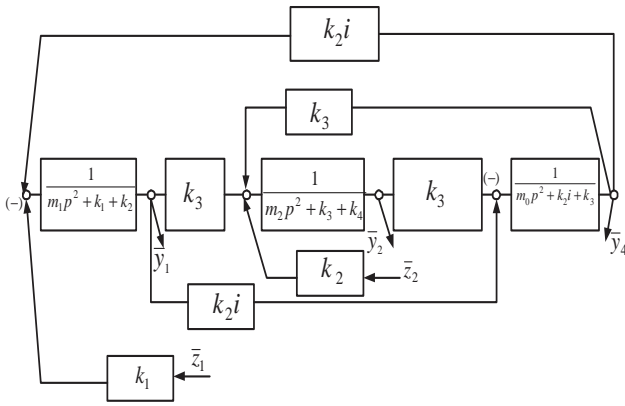 k₂i
k₃
(-)
1
m₁p² + k₁ + k₂
k₃
1
m₂p² + k₃ + k₄
k₃
(-)
1
m₀p² + k₂i + k₃
ȳ₁
ȳ₂
ȳ₄
k₂
z̄₂
k₂i
k₁
z̄₁